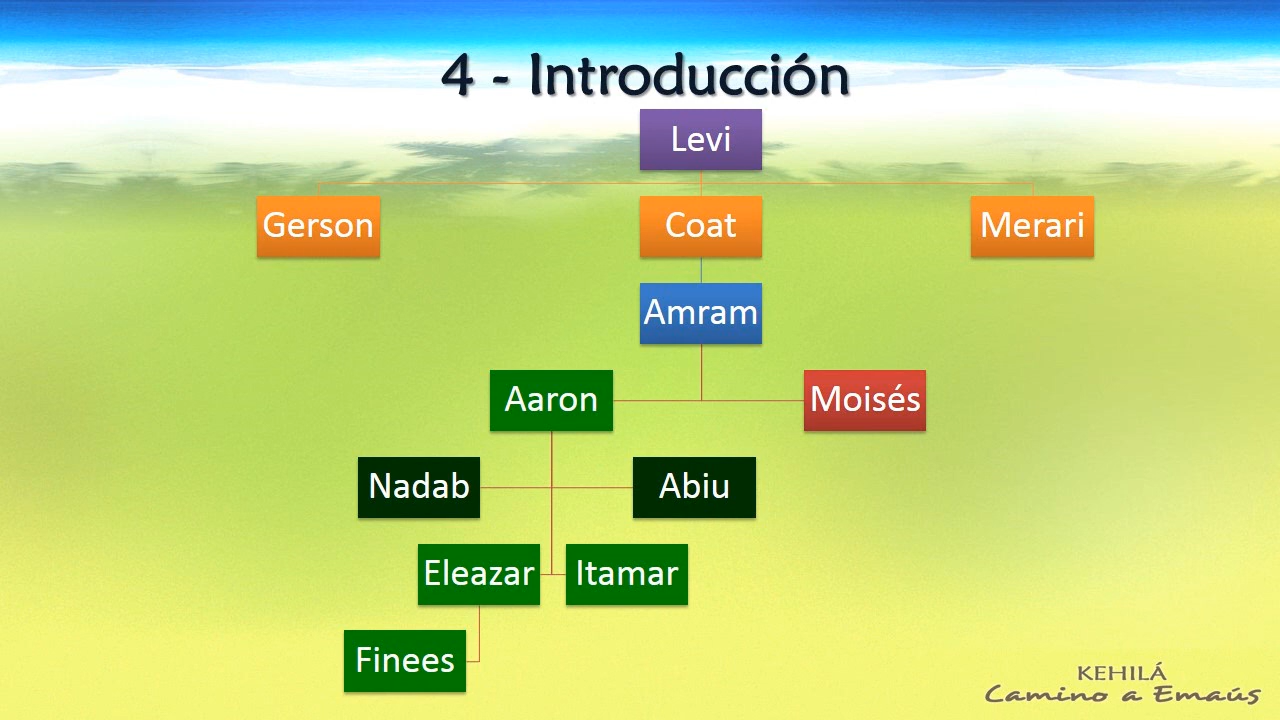 4 - Introducción
Levi
Gerson
Coat
Merari
Amram
Aaron
Moisés
Nadab
Abiu
Eleazar
Itamar
Finees
KEHILÁ
Camino a Emaús